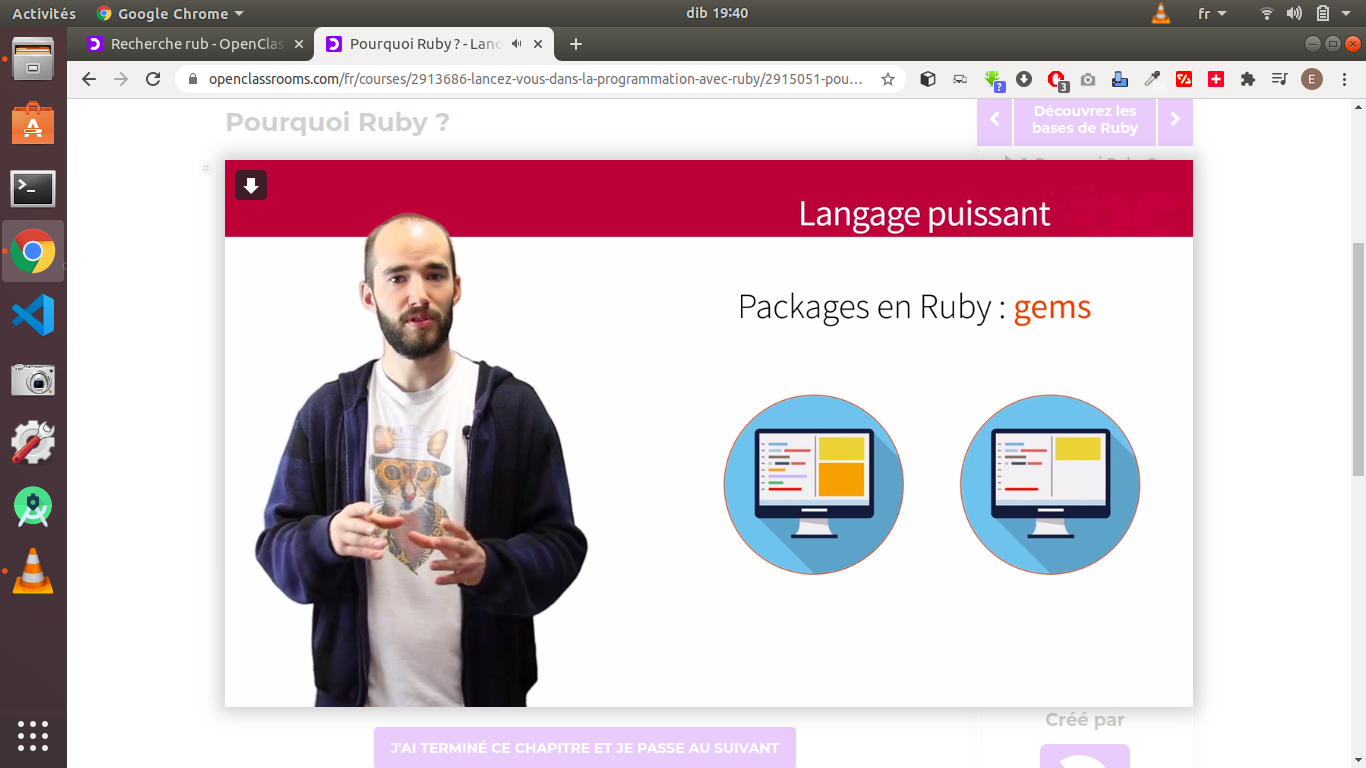 Activités
Google Chrome
dib 19:40
fr
Recherche rub - OpenClas
Pourquoi Ruby ? - Lanc
openclassrooms.com/fr/courses/2913686-lancez-vous-dans-la-programmation-avec-ruby/2915051-pou…
?
3
E
Pourquoi Ruby ?
Découvrez les
bases de Ruby
#
Langage puissant
Packages en Ruby : gems
J'AI TERMINÉ CE CHAPITRE ET JE PASSE AU SUIVANT
Créé par